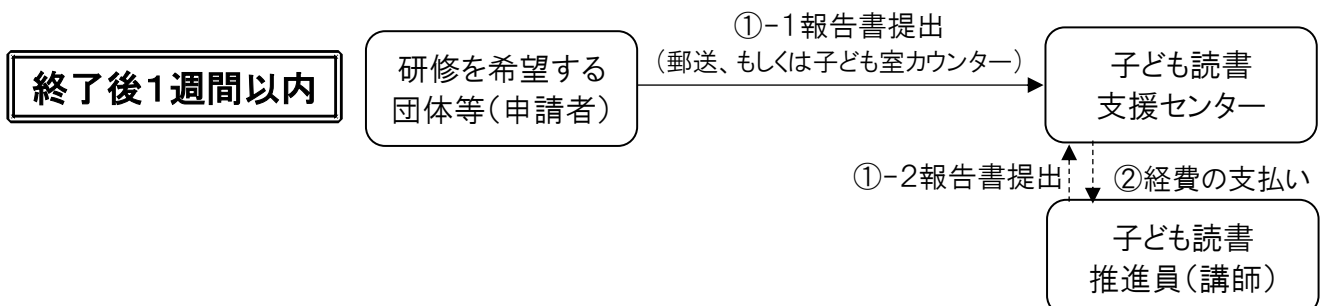 ①-1報告書提出
(郵送、もしくは子ども室カウンター)
終了後1週間以内
研修を希望する
団体等(申請者)
子ども読書
支援センター
①-2報告書提出
②経費の支払い
子ども読書
推進員(講師)